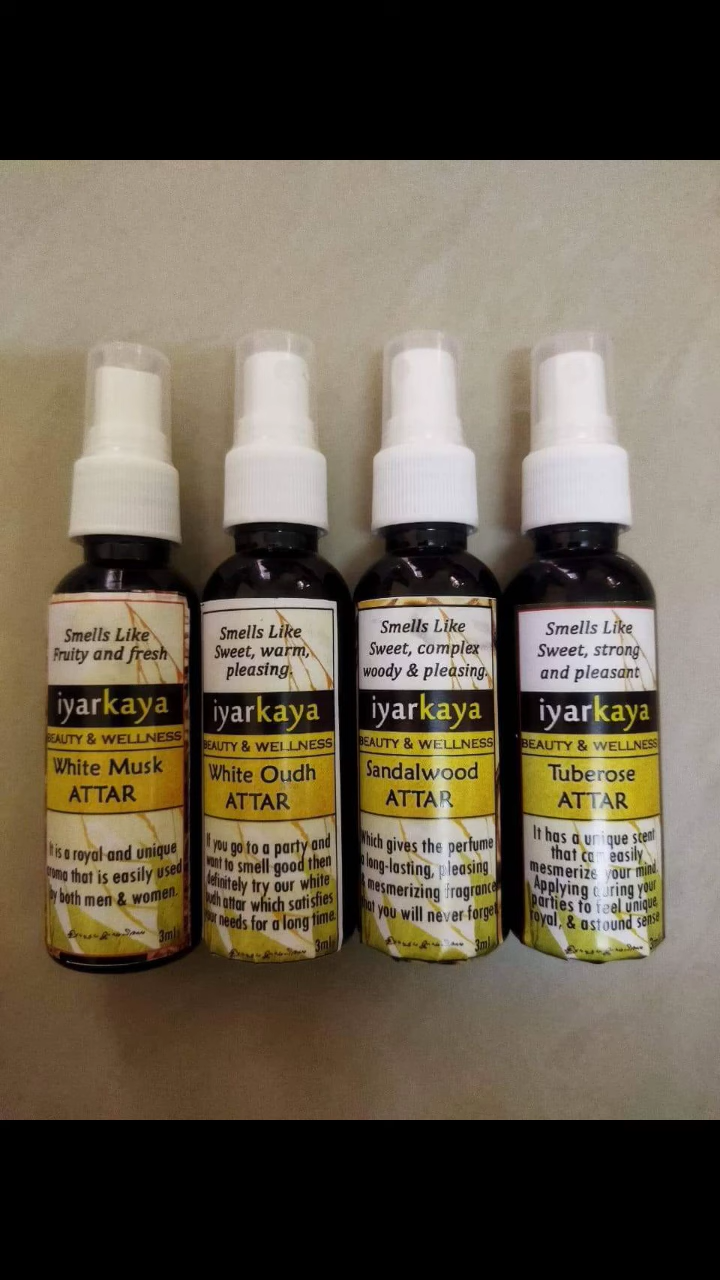 Smells Like
Fruity and fresh
iyarkaya
BEAUTY & WELLNESS
White Musk
ATTAR
It is a royal and unique
aroma that is easily used
by both men & women.
3ml
Smells Like
Sweet, warm,
pleasing.
iyarkaya
BEAUTY & WELLNESS
White Oudh
ATTAR
If you go to a party and
want to smell good then
definitely try our white
oudh attar which satisfies
your needs for a long time.
3ml
Smells Like
Sweet, complex
woody & pleasing.
iyarkaya
BEAUTY & WELLNESS
Sandalwood
ATTAR
Which gives the perfume
a long-lasting, pleasing
& mesmerizing fragrance
that you will never forget
3ml
Smells Like
Sweet, strong
and pleasant
iyarkaya
BEAUTY & WELLNESS
Tuberose
ATTAR
It has a unique scent
that can easily
mesmerize your mind.
Applying during your
parties to feel unique,
royal, & astound sense
3ml